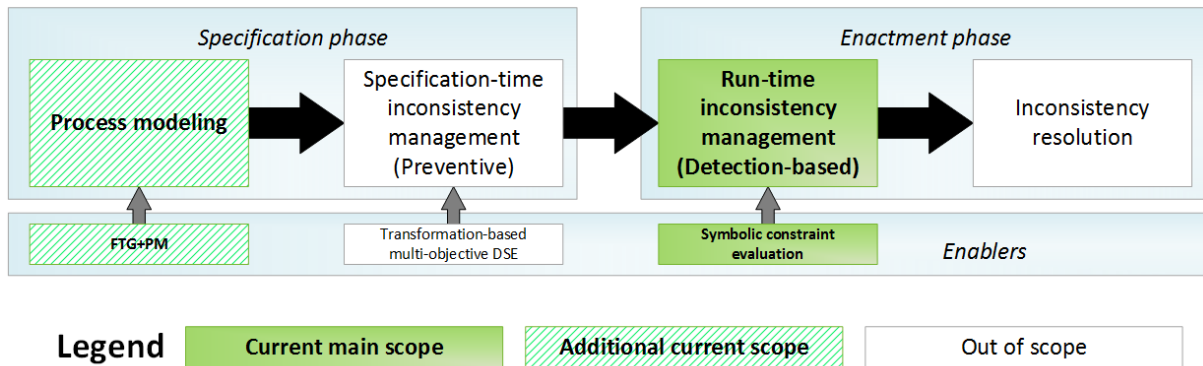 Specification phase
Enactment phase
Process modeling
Specification-time
inconsistency
management
(Preventive)
Run-time
inconsistency
management
(Detection-based)
Inconsistency
resolution
FTG+PM
Transformation-based
multi-objective DSE
Symbolic constraint
evaluation
Enablers
Legend
Current main scope
Additional current scope
Out of scope